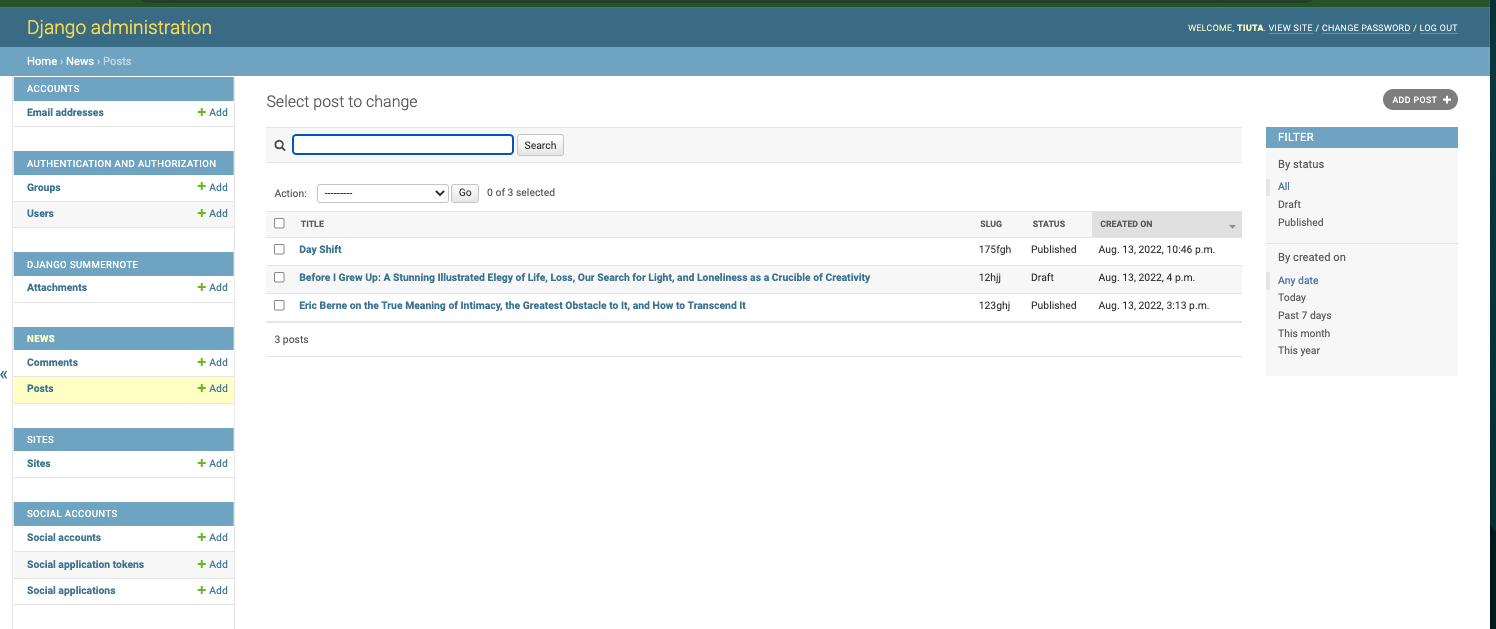 Django administration
WELCOME, TIUTA. VIEW SITE / CHANGE PASSWORD / LOG OUT
Home › News › Posts
«
ACCOUNTS
Email addresses + Add
AUTHENTICATION AND AUTHORIZATION
Groups + Add
Users + Add
DJANGO SUMMERNOTE
Attachments + Add
NEWS
Comments + Add
Posts + Add
SITES
Sites + Add
SOCIAL ACCOUNTS
Social accounts + Add
Social application tokens + Add
Social applications + Add
Select post to change
ADD POST +
Search
Action: --------- Go 0 of 3 selected
TITLE SLUG STATUS CREATED ON
Day Shift 175fgh Published Aug. 13, 2022, 10:46 p.m.
Before I Grew Up: A Stunning Illustrated Elegy of Life, Loss, Our Search for Light, and Loneliness as a Crucible of Creativity 12hjj Draft Aug. 13, 2022, 4 p.m.
Eric Berne on the True Meaning of Intimacy, the Greatest Obstacle to It, and How to Transcend It 123ghj Published Aug. 13, 2022, 3:13 p.m.
3 posts
FILTER
By status
All
Draft
Published
By created on
Any date
Today
Past 7 days
This month
This year